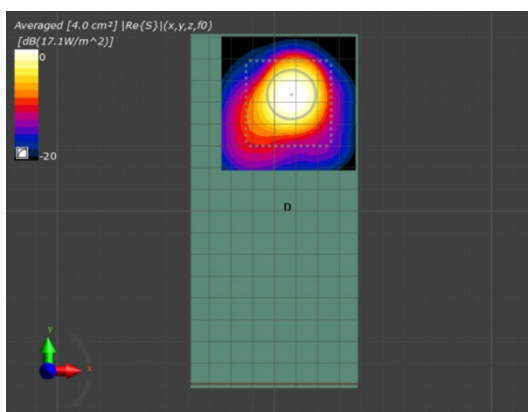 Averaged [4.0 cm²] |Re{S}|(x,y,z,f0)
[dB(17.1W/m^2)]
0
-20
D
y
x